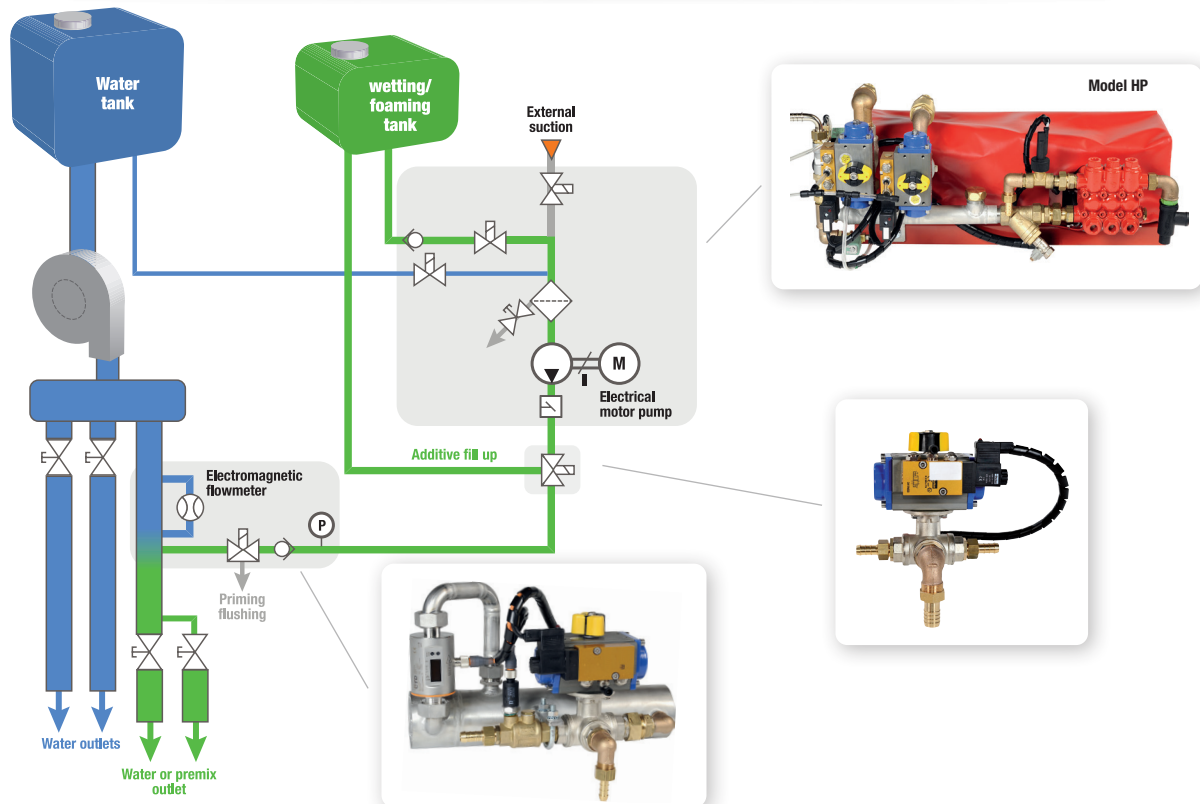 Water
tank
wetting/
foaming
tank
External
suction
Model HP
M
Electrical
motor pump
Additive fill up
Electromagnetic
flowmeter
P
Priming
flushing
Water outlets
Water or premix
outlet